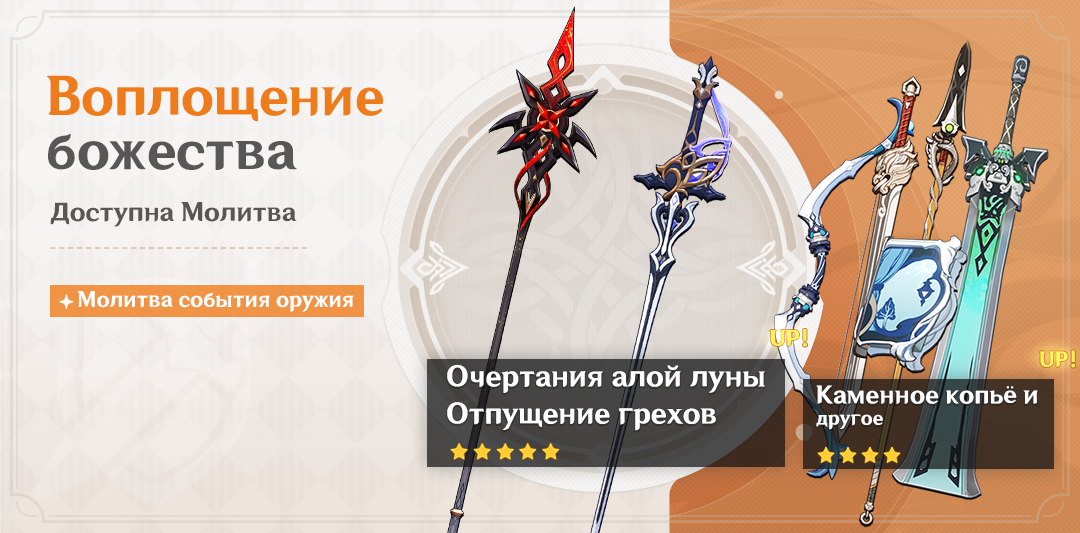 Воплощение
божества
Доступна Молитва
Молитва события оружия
Очертания алой луны
Отпущение грехов
UP!
Каменное копьё и
другое
UP!